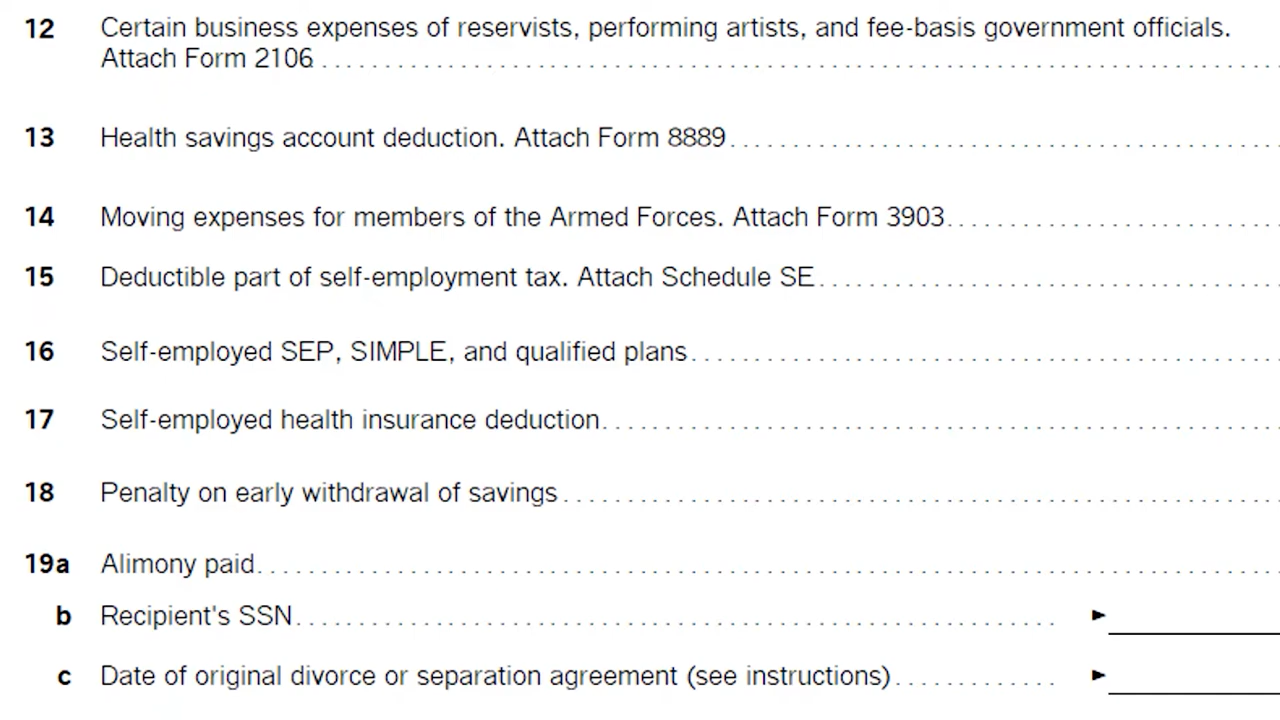 12 Certain business expenses of reservists, performing artists, and fee-basis government officials.
Attach Form 2106
13 Health savings account deduction. Attach Form 8889
14 Moving expenses for members of the Armed Forces. Attach Form 3903
15 Deductible part of self-employment tax. Attach Schedule SE
16 Self-employed SEP, SIMPLE, and qualified plans
17 Self-employed health insurance deduction
18 Penalty on early withdrawal of savings
19a Alimony paid
b Recipient's SSN
c Date of original divorce or separation agreement (see instructions)